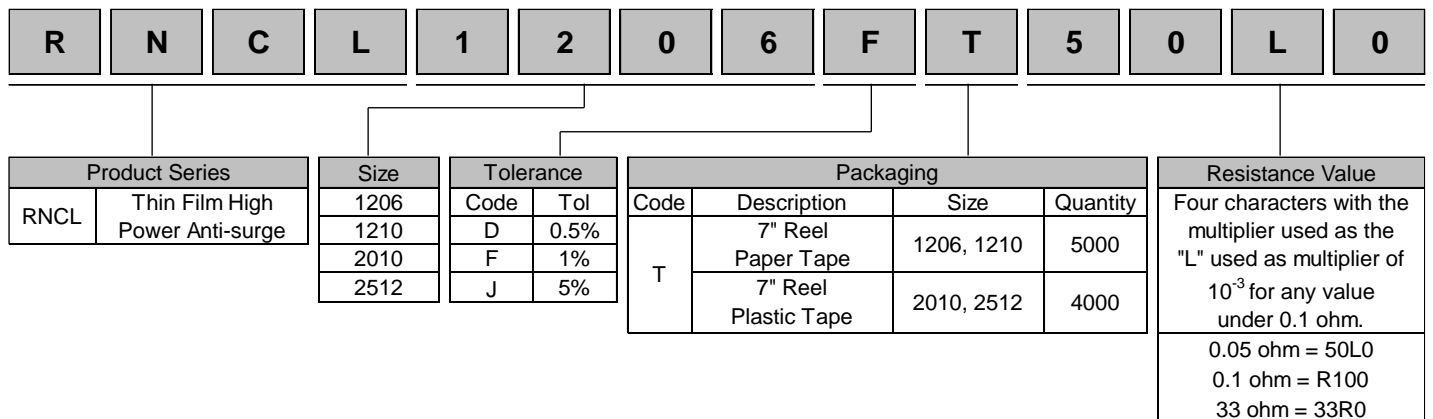 R N C L 1 2 0 6 F T 5 0 L 0
Product Series
RNCL
Thin Film High
Power Anti-surge
Size
1206
1210
2010
2512
Tolerance
Code Tol
D 0.5%
F 1%
J 5%
Packaging
Code Description Size Quantity
T
7" Reel
Paper Tape
1206, 1210 5000
7" Reel
Plastic Tape
2010, 2512 4000
Resistance Value
Four characters with the
multiplier used as the
"L" used as multiplier of
10⁻³ for any value
under 0.1 ohm.
0.05 ohm = 50L0
0.1 ohm = R100
33 ohm = 33R0